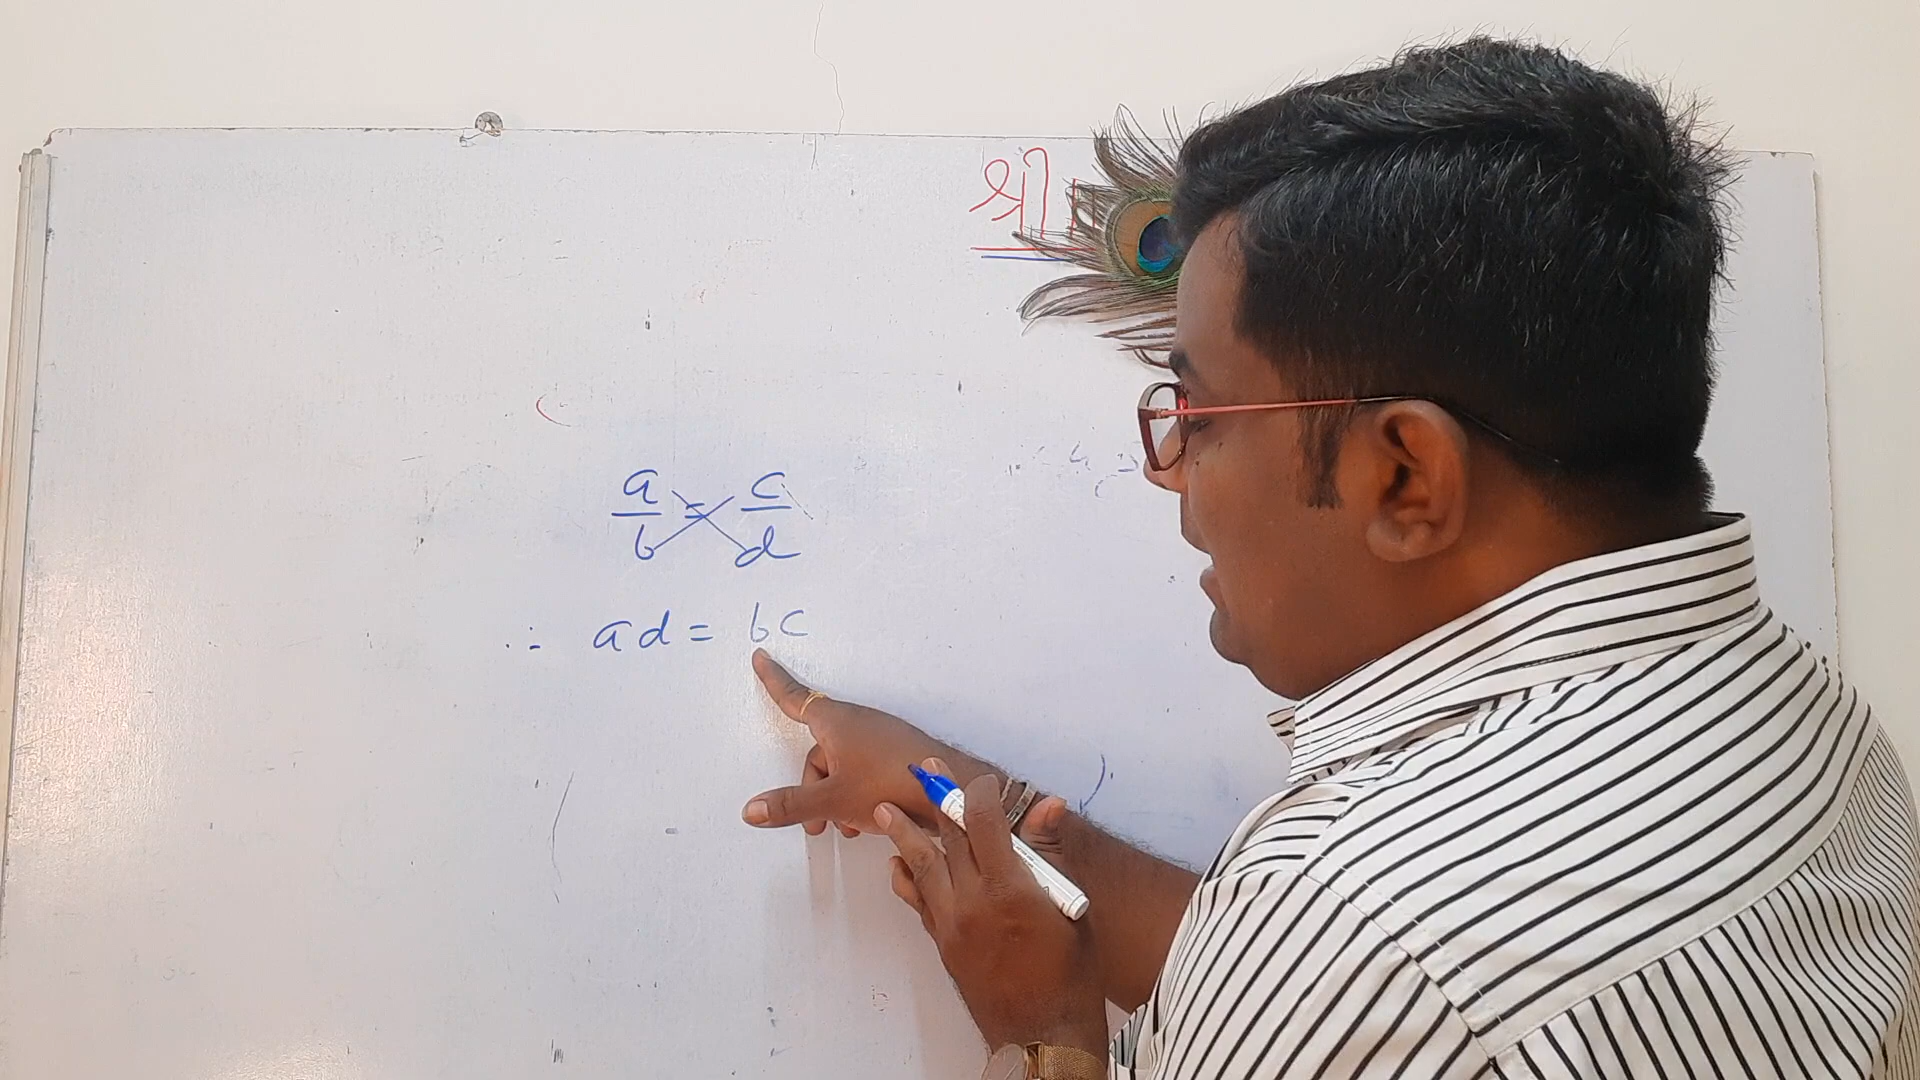 श्री
a/b = c/d
∴ ad = bc